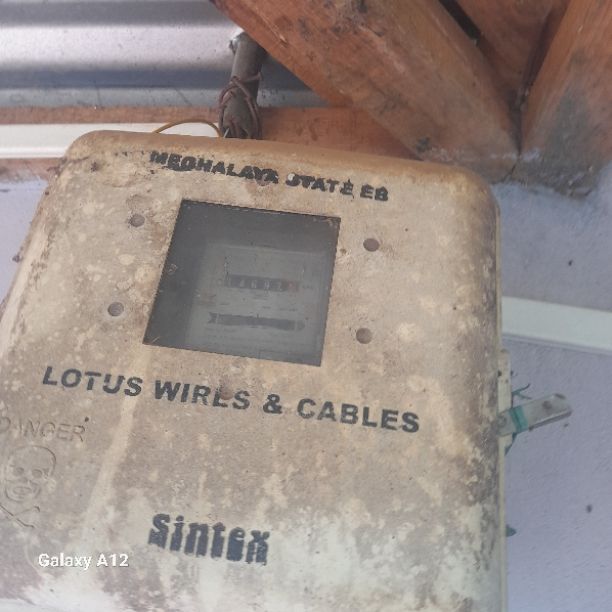 MEGHALAYA STATE EB
LOTUS WIRES & CABLES
DANGER
Sintex
Galaxy A12